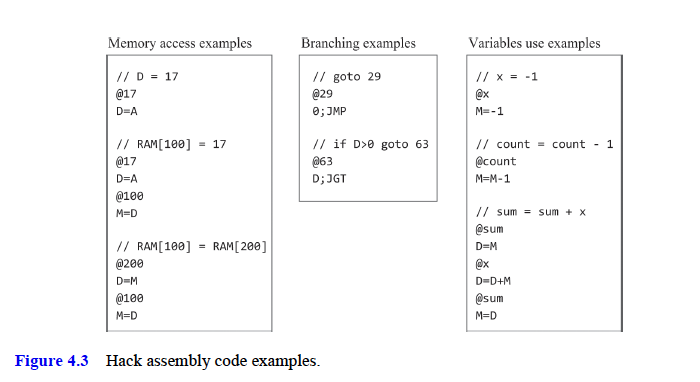 Memory access examples
// D = 17
@17
D=A
// RAM[100] = 17
@17
D=A
@100
M=D
// RAM[100] = RAM[200]
@200
D=M
@100
M=D
Branching examples
// goto 29
@29
0;JMP
// if D>0 goto 63
@63
D;JGT
Variables use examples
// x = -1
@x
M=-1
// count = count - 1
@count
M=M-1
// sum = sum + x
@sum
D=M
@x
D=D+M
@sum
M=D
Figure 4.3 Hack assembly code examples.